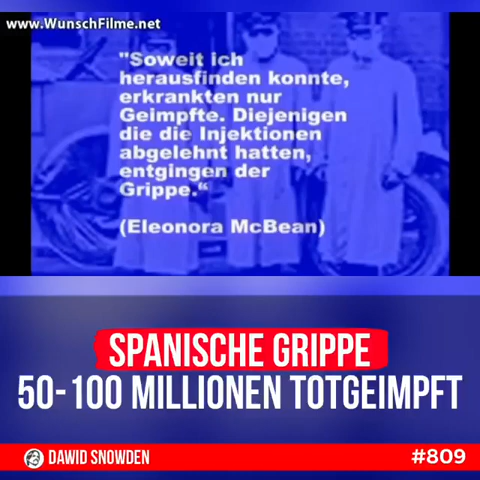 www.WunschFilme.net
"Soweit ich
herausfinden konnte,
erkrankten nur
Geimpfte. Diejenigen
die die Injektionen
abgelehnt hatten,
entgingen der
Grippe."
(Eleonora McBean)
SPANISCHE GRIPPE
50-100 MILLIONEN TOTGEIMPFT
DAWID SNOWDEN
#809